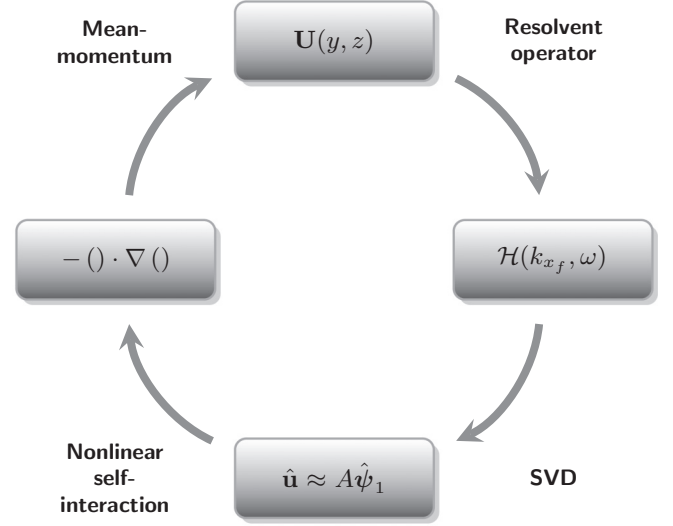 Mean-
momentum
U(y, z)
Resolvent
operator
− () · ∇ ()
ℋ(k_{x_f}, ω)
Nonlinear
self-
interaction
û ≈ Aψ̂₁
SVD